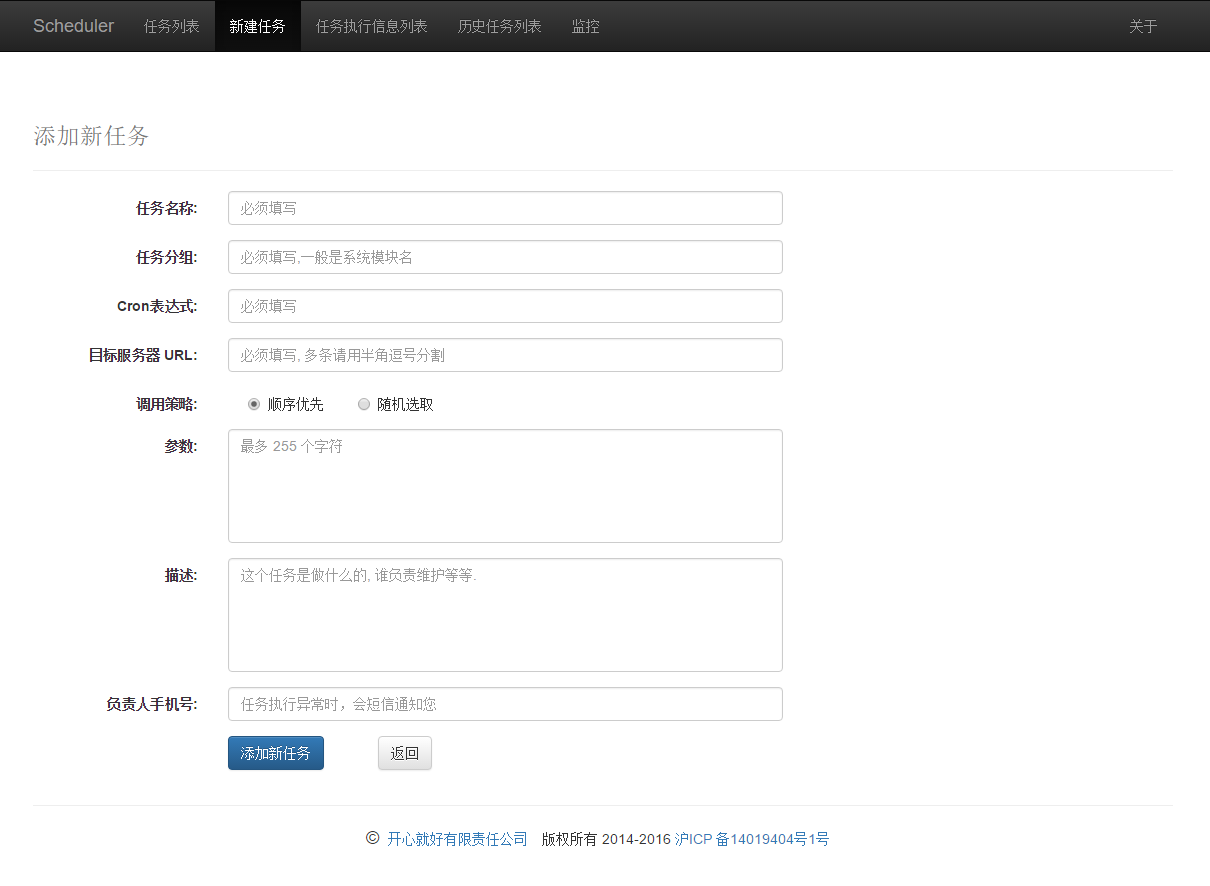 Scheduler 任务列表 新建任务 任务执行信息列表 历史任务列表 监控 关于
添加新任务
任务名称: 必须填写
任务分组: 必须填写,一般是系统模块名
Cron表达式: 必须填写
目标服务器 URL: 必须填写, 多条请用半角逗号分割
调用策略: 顺序优先 随机选取
参数: 最多 255 个字符
描述: 这个任务是做什么的, 谁负责维护等等.
负责人手机号: 任务执行异常时，会短信通知您
添加新任务 返回
© 开心就好有限责任公司 版权所有 2014-2016 沪ICP 备14019404号1号